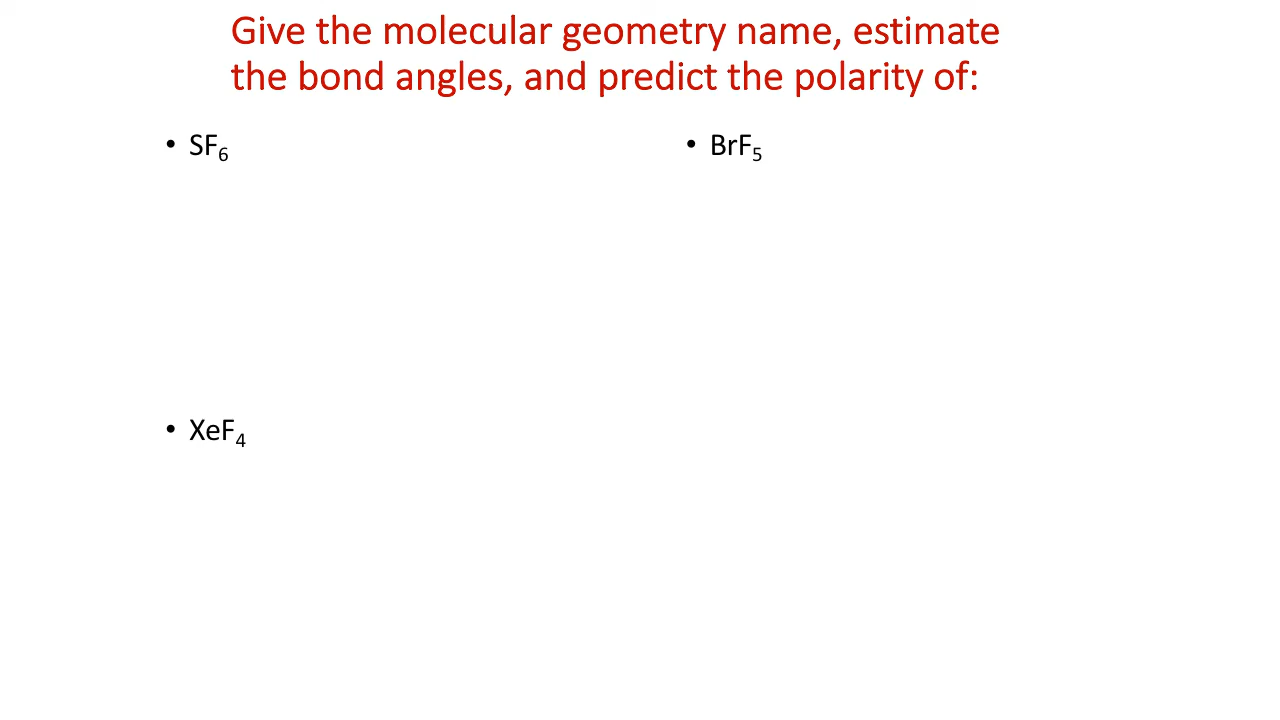 Give the molecular geometry name, estimate
the bond angles, and predict the polarity of:
• SF₆
• BrF₅
• XeF₄